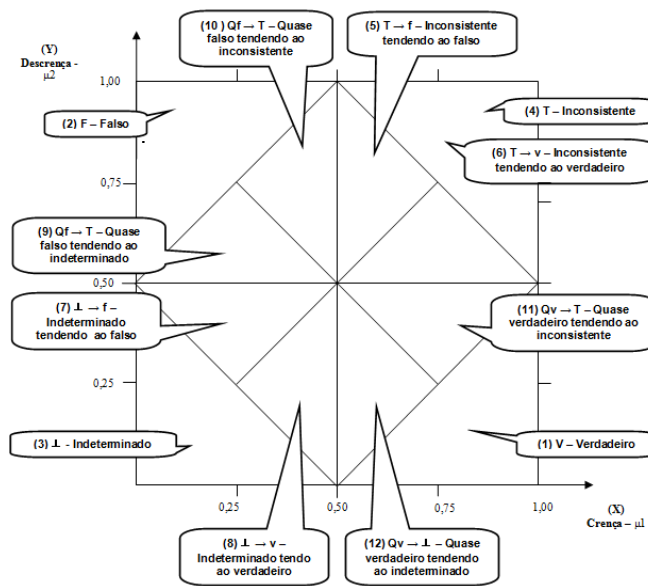 (Y)
Descrença -
μ2
(10 ) Qf → T – Quase
falso tendendo ao
inconsistente
(5) T → f – Inconsistente
tendendo ao falso
1,00
(2) F – Falso
(4) T - Inconsistente
(6) T → v – Inconsistente
tendendo ao verdadeiro
0,75
(9) Qf → T – Quase
falso tendendo ao
indeterminado
0,50
(7) ⊥ → f –
Indeterminado
tendendo ao falso
(11) Qv → T - Quase
verdadeiro tendendo ao
inconsistente
0,25
(3) ⊥ - Indeterminado
(1) V – Verdadeiro
0,25
0,50
0,75
1,00
(X)
Crença – μ1
(8) ⊥ → v –
Indeterminado tendo
ao verdadeiro
(12) Qv → ⊥ – Quase
verdadeiro tendendo
ao indeterminado